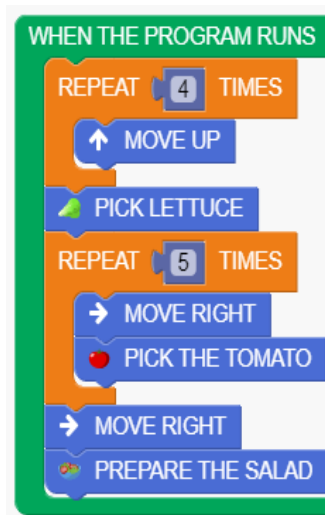 WHEN THE PROGRAM RUNS
REPEAT 4 TIMES
MOVE UP
PICK LETTUCE
REPEAT 5 TIMES
MOVE RIGHT
PICK THE TOMATO
MOVE RIGHT
PREPARE THE SALAD